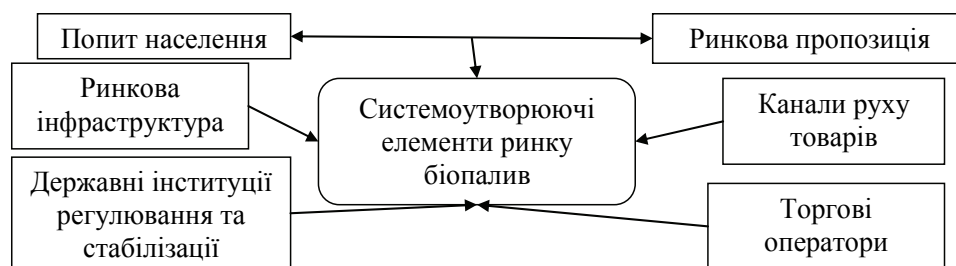 Попит населення
Ринкова пропозиція
Ринкова
інфраструктура
Системоутворюючі
елементи ринку
біопалив
Канали руху
товарів
Державні інституції
регулювання та
стабілізації
Торгові
оператори